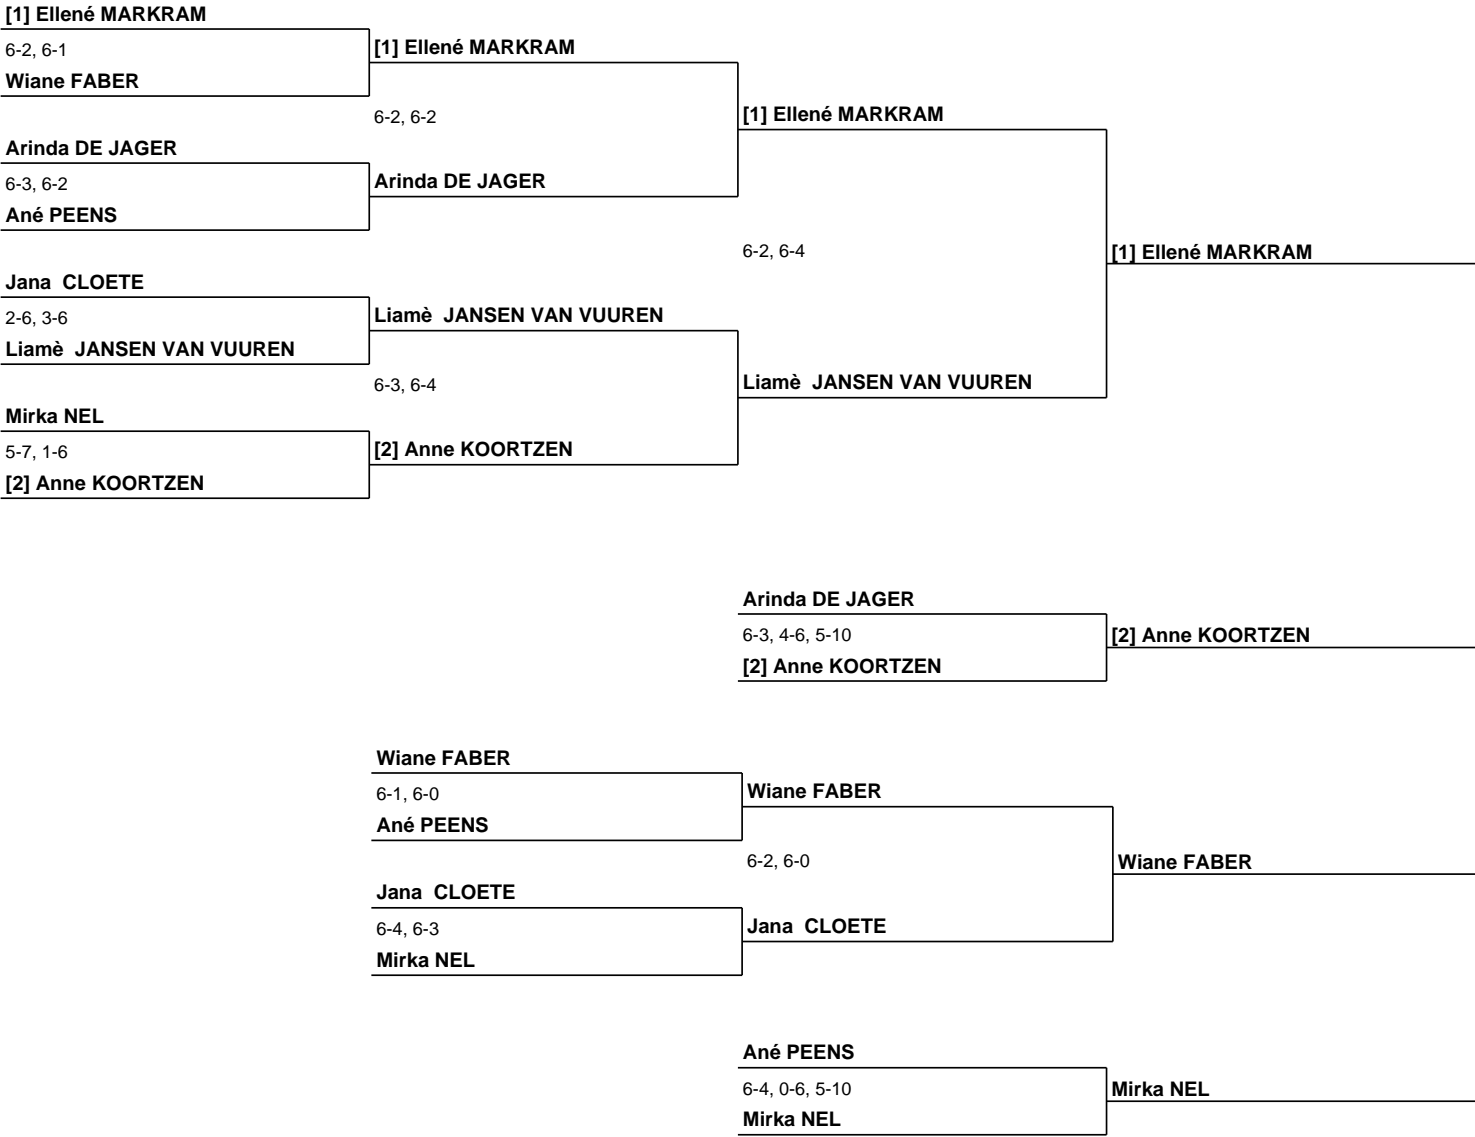 [1] Ellené MARKRAM
6-2, 6-1
Wiane FABER
[1] Ellené MARKRAM
6-2, 6-2
Arinda DE JAGER
6-3, 6-2
Ané PEENS
Arinda DE JAGER
[1] Ellené MARKRAM
6-2, 6-4
[1] Ellené MARKRAM
Jana  CLOETE
2-6, 3-6
Liamè  JANSEN VAN VUUREN
Liamè  JANSEN VAN VUUREN
6-3, 6-4
Mirka NEL
5-7, 1-6
[2] Anne KOORTZEN
[2] Anne KOORTZEN
Liamè  JANSEN VAN VUUREN
Arinda DE JAGER
6-3, 4-6, 5-10
[2] Anne KOORTZEN
[2] Anne KOORTZEN
Wiane FABER
6-1, 6-0
Ané PEENS
Wiane FABER
6-2, 6-0
Wiane FABER
Jana  CLOETE
6-4, 6-3
Mirka NEL
Jana  CLOETE
Ané PEENS
6-4, 0-6, 5-10
Mirka NEL
Mirka NEL